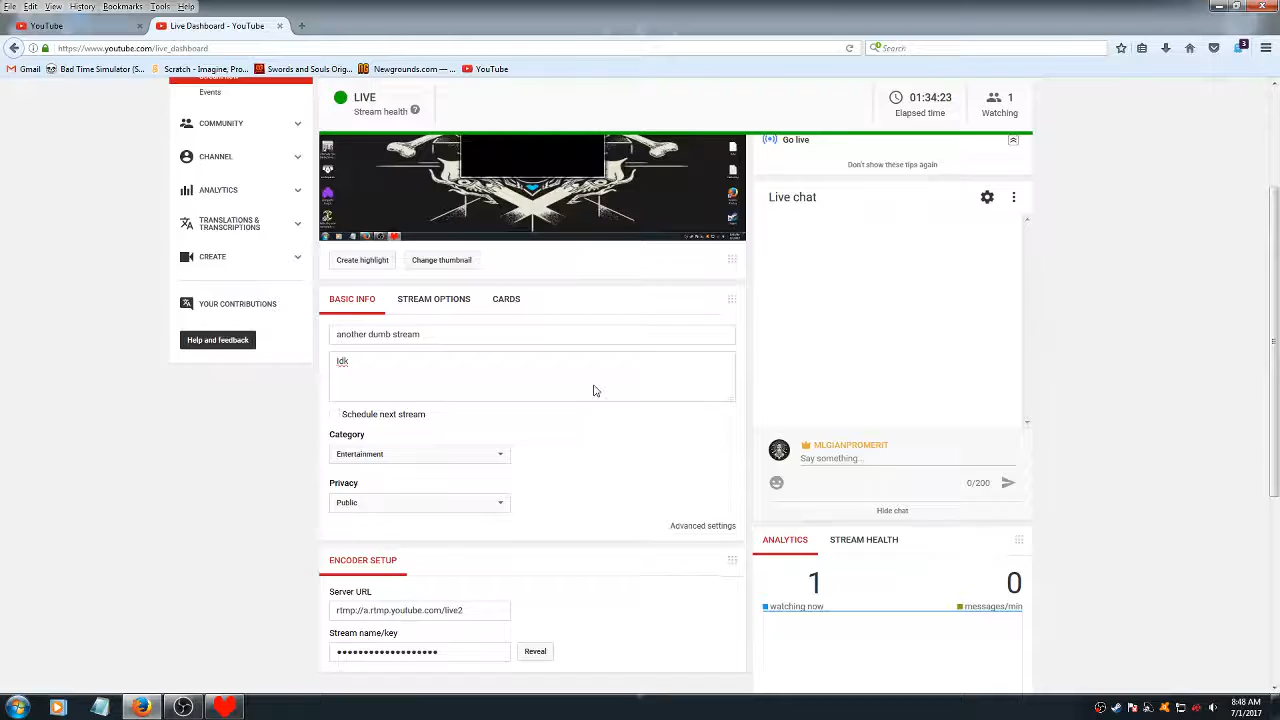 File Edit View History Bookmarks Tools Help
YouTube
Live Dashboard - YouTube
https://www.youtube.com/live_dashboard
Search
3
Gmail
Bad Time Simulator (S...
Scratch - Imagine, Pro...
Swords and Souls Orig...
Newgrounds.com — ...
YouTube
Events
COMMUNITY
CHANNEL
ANALYTICS
TRANSLATIONS &
TRANSCRIPTIONS
CREATE
YOUR CONTRIBUTIONS
Help and feedback
LIVE
Stream health ?
01:34:23
Elapsed time
1
Watching
Create highlight
Change thumbnail
BASIC INFO
STREAM OPTIONS
CARDS
another dumb stream
Idk
Schedule next stream
Category
Entertainment
Privacy
Public
Advanced settings
ENCODER SETUP
Server URL
rtmp://a.rtmp.youtube.com/live2
Stream name/key
Reveal
Go live
Don't show these tips again
Live chat
MLGIANPROMERIT
Say something...
0/200
Hide chat
ANALYTICS
STREAM HEALTH
1
0
watching now
messages/min
8:48 AM
7/1/2017